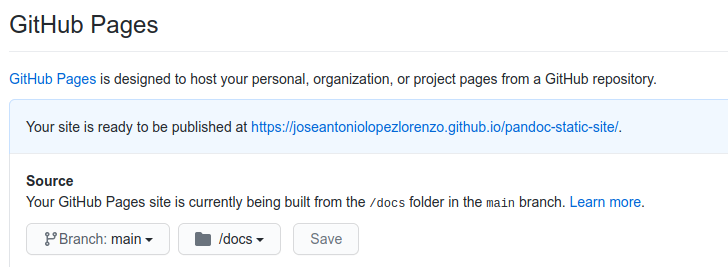 GitHub Pages
GitHub Pages is designed to host your personal, organization, or project pages from a GitHub repository.
Your site is ready to be published at https://joseantoniolopezlorenzo.github.io/pandoc-static-site/.
Source
Your GitHub Pages site is currently being built from the /docs folder in the main branch. Learn more.
Branch: main /docs Save